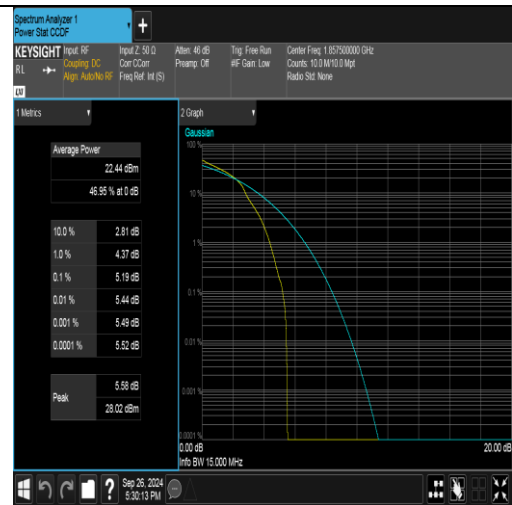 Spectrum Analyzer 1
Power Stat CCDF
+
KEYSIGHT
Input: RF
Input Z: 50 Ω
Atten: 46 dB
Trig: Free Run
Center Freq: 1.857500000 GHz
RL
Coupling: DC
Corr CCorr
Preamp: Off
#IF Gain: Low
Counts: 10.0 M/10.0 Mpt
Align: Auto/No RF
Freq Ref: Int (S)
Radio Std: None
1 Metrics
2 Graph
Gaussian
Average Power
22.44 dBm
46.95 % at 0 dB
10.0 %
2.81 dB
1.0 %
4.37 dB
0.1 %
5.19 dB
0.01 %
5.44 dB
0.001 %
5.49 dB
0.0001 %
5.52 dB
Peak
5.58 dB
28.02 dBm
100 %
10 %
1 %
0.1 %
0.01 %
0.001 %
0.0001 %
0.00 dB
20.00 dB
Info BW 15.000 MHz
?
Sep 26, 2024
5:30:13 PM